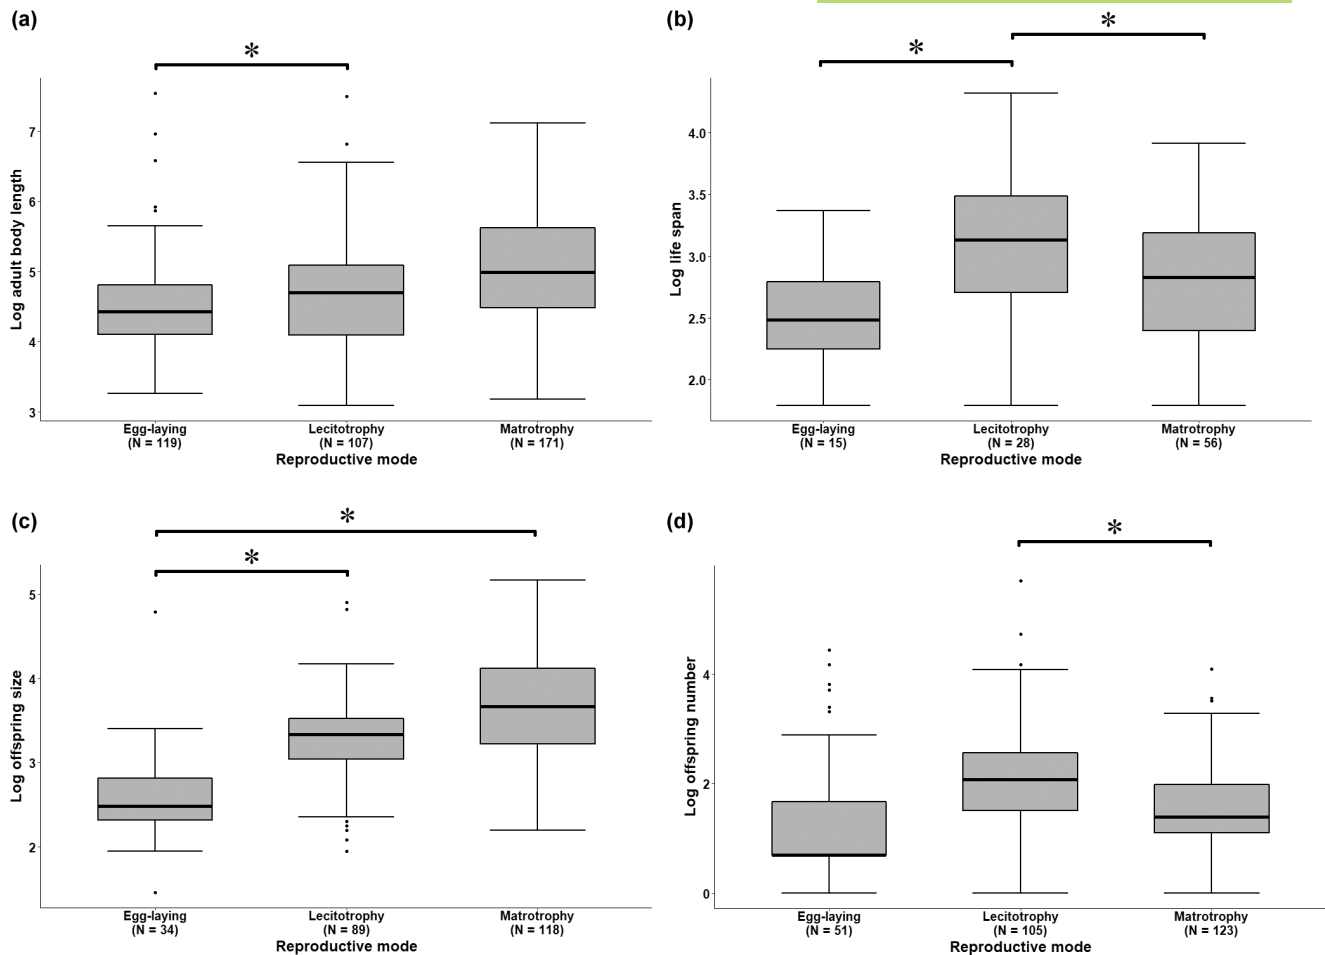 (a)
*
Log adult body length
7
6
5
4
3
Egg-laying
(N = 119)
Lecitotrophy
(N = 107)
Matrotrophy
(N = 171)
Reproductive mode
(b)
*
*
Log life span
4.0
3.5
3.0
2.5
2.0
Egg-laying
(N = 15)
Lecitotrophy
(N = 28)
Matrotrophy
(N = 56)
Reproductive mode
(c)
*
*
Log offspring size
5
4
3
2
Egg-laying
(N = 34)
Lecitotrophy
(N = 89)
Matrotrophy
(N = 118)
Reproductive mode
(d)
*
Log offspring number
4
2
0
Egg-laying
(N = 51)
Lecitotrophy
(N = 105)
Matrotrophy
(N = 123)
Reproductive mode